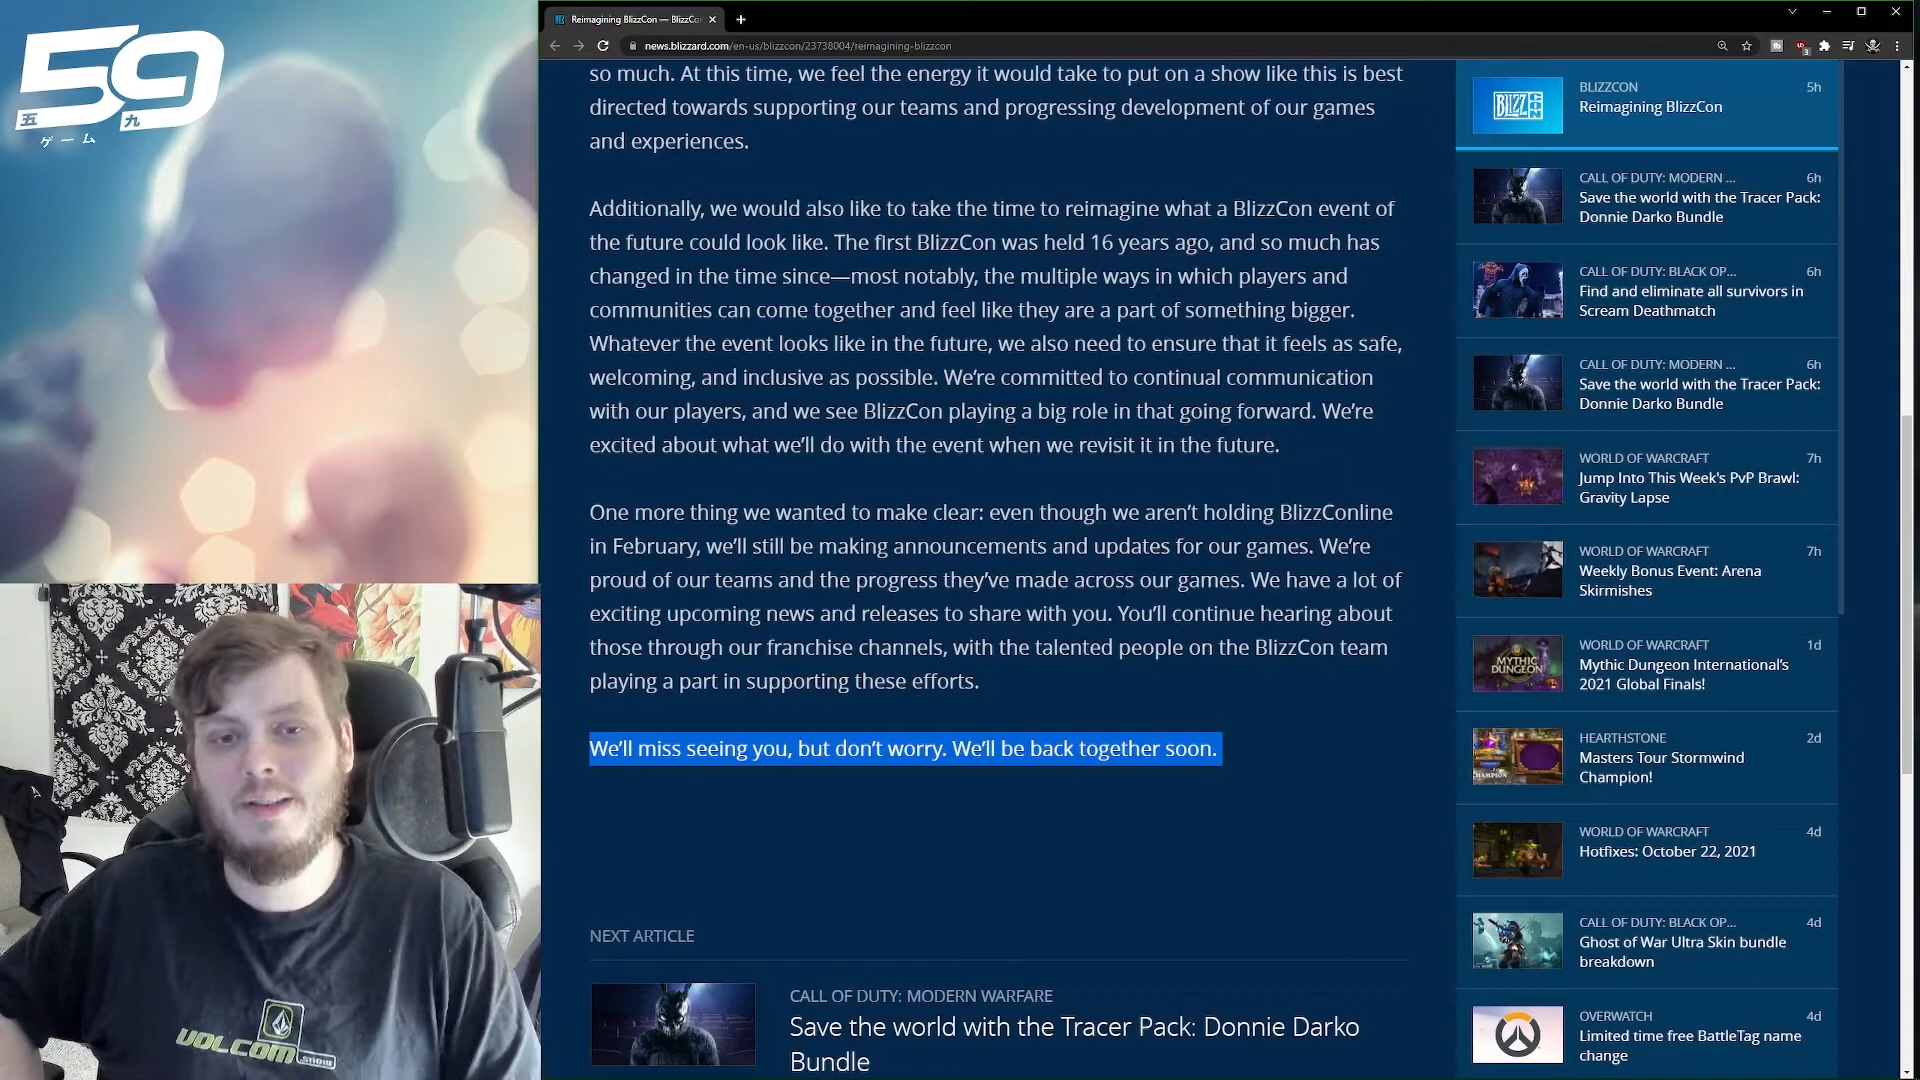 59
五 九
ゲーム
Reimagining BlizzCon — BlizzCo
news.blizzard.com/en-us/blizzcon/23738004/reimagining-blizzcon
so much. At this time, we feel the energy it would take to put on a show like this is best
directed towards supporting our teams and progressing development of our games
and experiences.
Additionally, we would also like to take the time to reimagine what a BlizzCon event of
the future could look like. The first BlizzCon was held 16 years ago, and so much has
changed in the time since—most notably, the multiple ways in which players and
communities can come together and feel like they are a part of something bigger.
Whatever the event looks like in the future, we also need to ensure that it feels as safe,
welcoming, and inclusive as possible. We’re committed to continual communication
with our players, and we see BlizzCon playing a big role in that going forward. We’re
excited about what we’ll do with the event when we revisit it in the future.
One more thing we wanted to make clear: even though we aren’t holding BlizzConline
in February, we’ll still be making announcements and updates for our games. We’re
proud of our teams and the progress they’ve made across our games. We have a lot of
exciting upcoming news and releases to share with you. You’ll continue hearing about
those through our franchise channels, with the talented people on the BlizzCon team
playing a part in supporting these efforts.
We’ll miss seeing you, but don’t worry. We’ll be back together soon.
NEXT ARTICLE
CALL OF DUTY: MODERN WARFARE
Save the world with the Tracer Pack: Donnie Darko
Bundle
BLIZZCON 5h
Reimagining BlizzCon
CALL OF DUTY: MODERN ... 6h
Save the world with the Tracer Pack:
Donnie Darko Bundle
CALL OF DUTY: BLACK OP... 6h
Find and eliminate all survivors in
Scream Deathmatch
CALL OF DUTY: MODERN ... 6h
Save the world with the Tracer Pack:
Donnie Darko Bundle
WORLD OF WARCRAFT 7h
Jump Into This Week's PvP Brawl:
Gravity Lapse
WORLD OF WARCRAFT 7h
Weekly Bonus Event: Arena
Skirmishes
MYTHIC
DUNGEON
WORLD OF WARCRAFT 1d
Mythic Dungeon International’s
2021 Global Finals!
HEARTHSTONE 2d
Masters Tour Stormwind
Champion!
WORLD OF WARCRAFT 4d
Hotfixes: October 22, 2021
CALL OF DUTY: BLACK OP... 4d
Ghost of War Ultra Skin bundle
breakdown
OVERWATCH 4d
Limited time free BattleTag name
change
VOLCOM